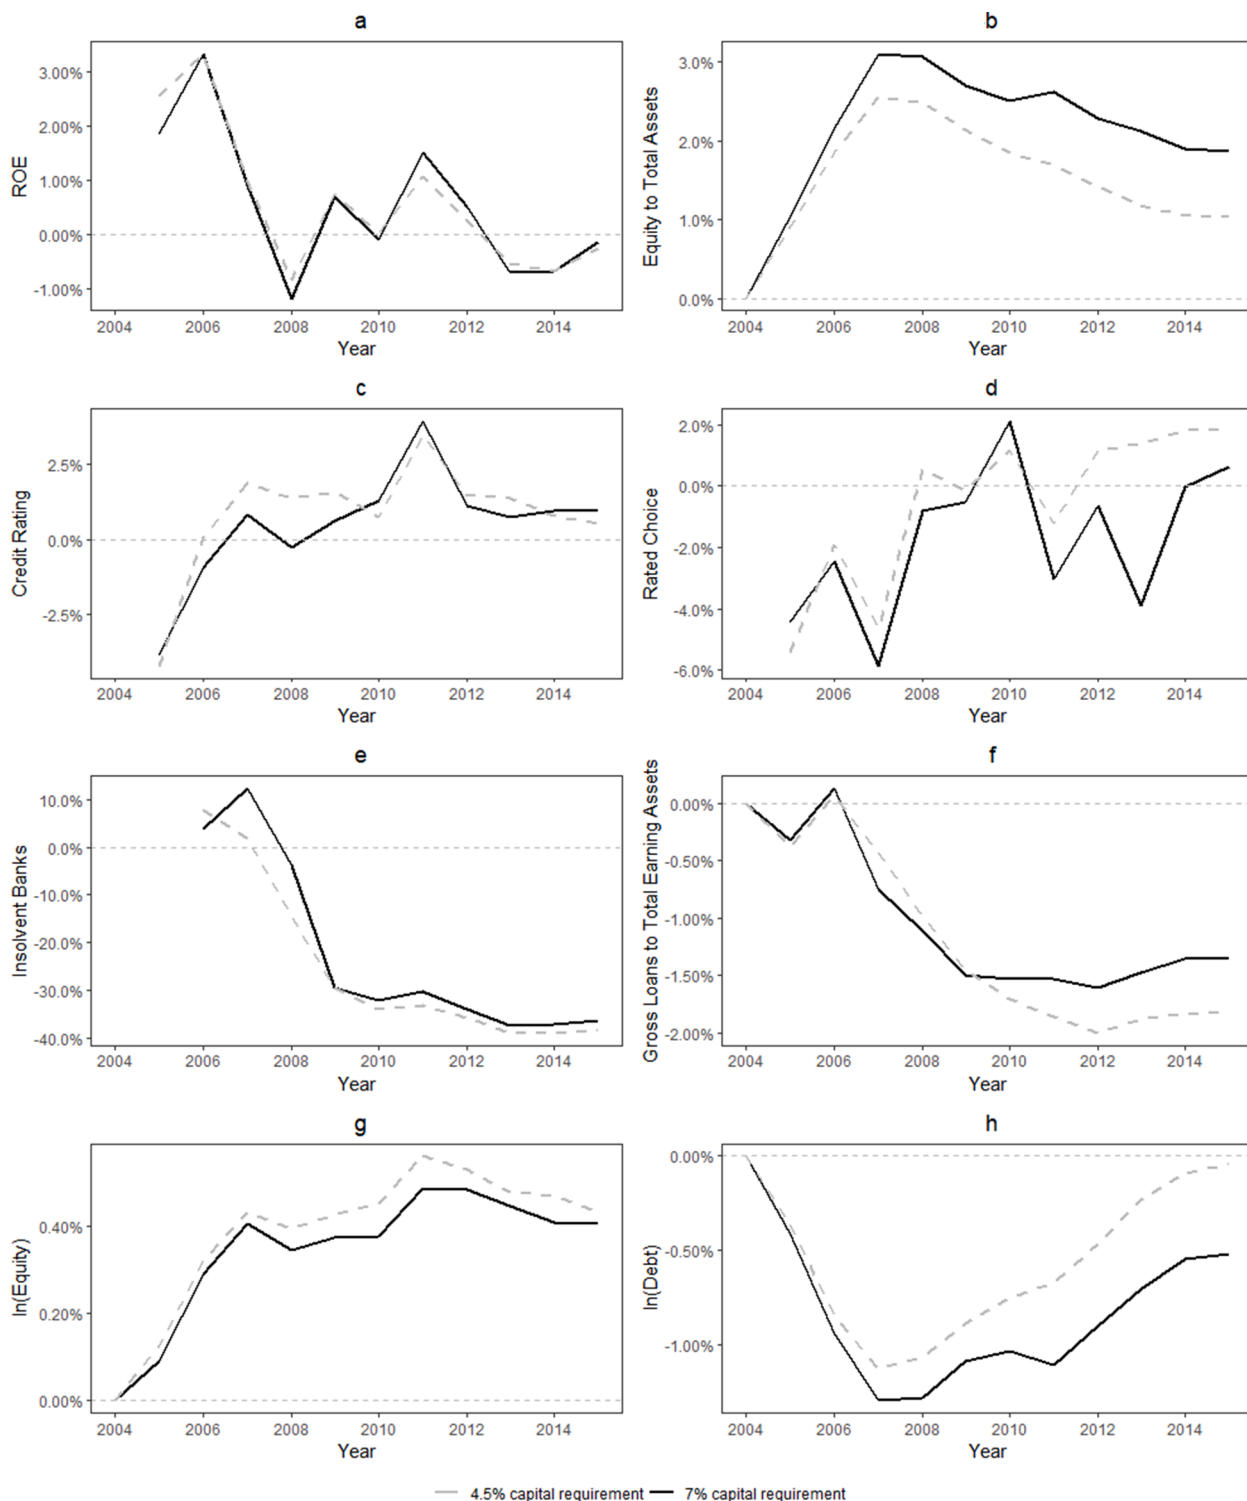 a
ROE
3.00%
2.00%
1.00%
0.00%
-1.00%
2004 2006 2008 2010 2012 2014
Year
b
Equity to Total Assets
3.0%
2.0%
1.0%
0.0%
2004 2006 2008 2010 2012 2014
Year
c
Credit Rating
2.5%
0.0%
-2.5%
2004 2006 2008 2010 2012 2014
Year
d
Rated Choice
2.0%
0.0%
-2.0%
-4.0%
-6.0%
2004 2006 2008 2010 2012 2014
Year
e
Insolvent Banks
10.0%
0.0%
-10.0%
-20.0%
-30.0%
-40.0%
2004 2006 2008 2010 2012 2014
Year
f
Gross Loans to Total Earning Assets
0.00%
-0.50%
-1.00%
-1.50%
-2.00%
2004 2006 2008 2010 2012 2014
Year
g
ln(Equity)
0.40%
0.20%
0.00%
2004 2006 2008 2010 2012 2014
Year
h
ln(Debt)
0.00%
-0.50%
-1.00%
2004 2006 2008 2010 2012 2014
Year
4.5% capital requirement 7% capital requirement